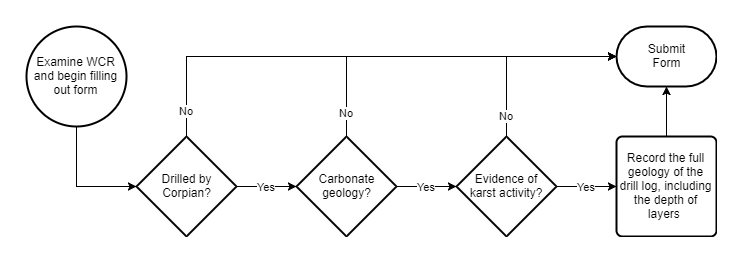 Examine WCR
and begin filling
out form
Submit
Form
No
No
No
Drilled by
Corpian?
Yes
Carbonate
geology?
Yes
Evidence of
karst activity?
Yes
Record the full
geology of the
drill log, including
the depth of
layers